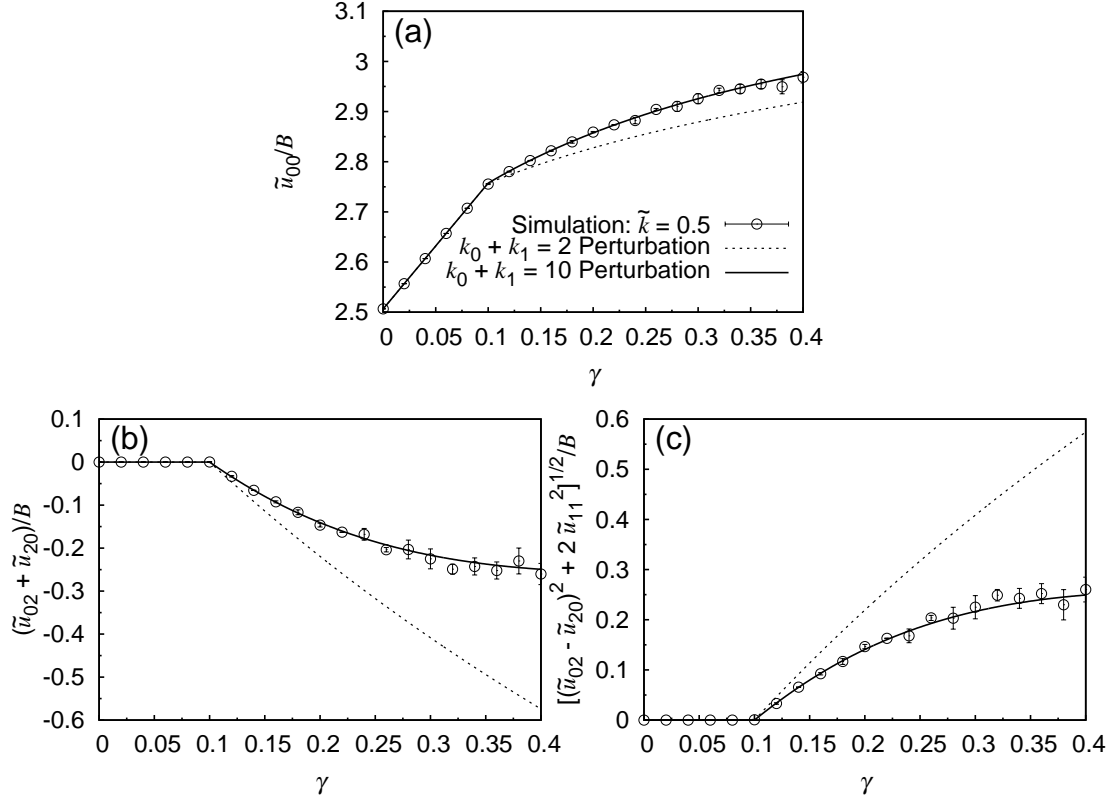 (a)
3.1
3
2.9
2.8
2.7
2.6
2.5
ũ00/B
Simulation: k̃ = 0.5
k0 + k1 = 2 Perturbation
k0 + k1 = 10 Perturbation
0 0.05 0.1 0.15 0.2 0.25 0.3 0.35 0.4
γ
(b)
0.1
0
-0.1
-0.2
-0.3
-0.4
-0.5
-0.6
(ũ02 + ũ20)/B
0 0.05 0.1 0.15 0.2 0.25 0.3 0.35 0.4
γ
(c)
0.6
0.5
0.4
0.3
0.2
0.1
0
[(ũ02 - ũ20)² + 2 ũ11²]^1/2/B
0 0.05 0.1 0.15 0.2 0.25 0.3 0.35 0.4
γ